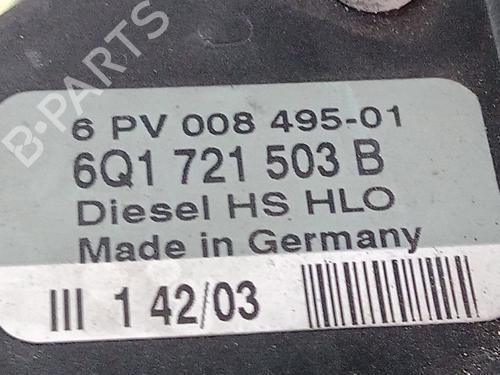 B-PARTS
6 PV 008 495-01
6Q1 721 503 B
Diesel HS HLO
Made in Germany
III 1 42/03